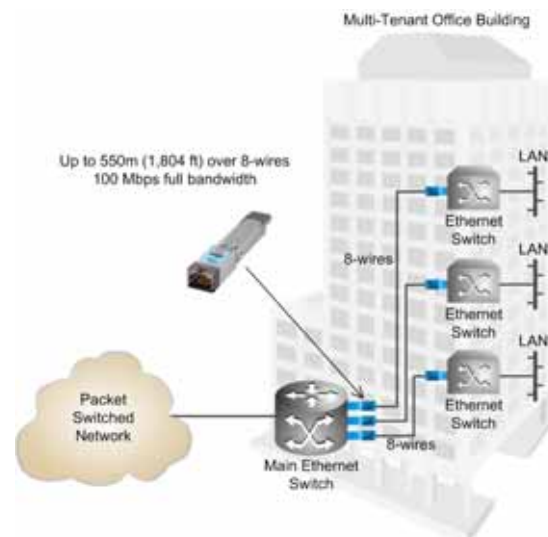 Multi-Tenant Office Building
Up to 550m (1,804 ft) over 8-wires
100 Mbps full bandwidth
LAN
Ethernet
Switch
8-wires
LAN
Ethernet
Switch
LAN
Ethernet
Switch
Packet
Switched
Network
8-wires
Main Ethernet
Switch